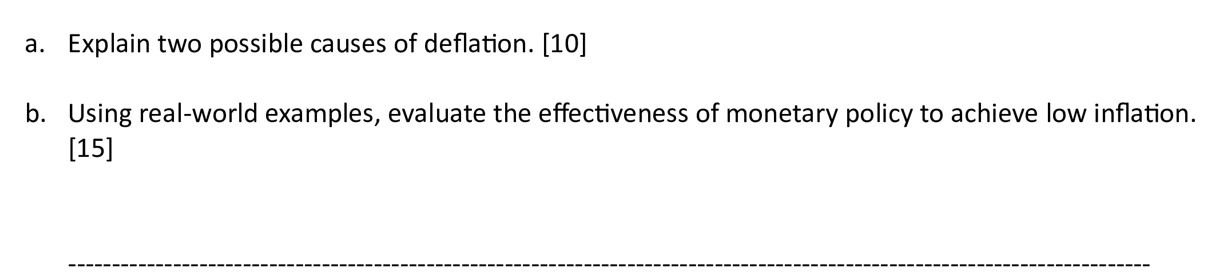 a. Explain two possible causes of deflation. [10]
b. Using real-world examples, evaluate the effectiveness of monetary policy to achieve low inflation.
[15]